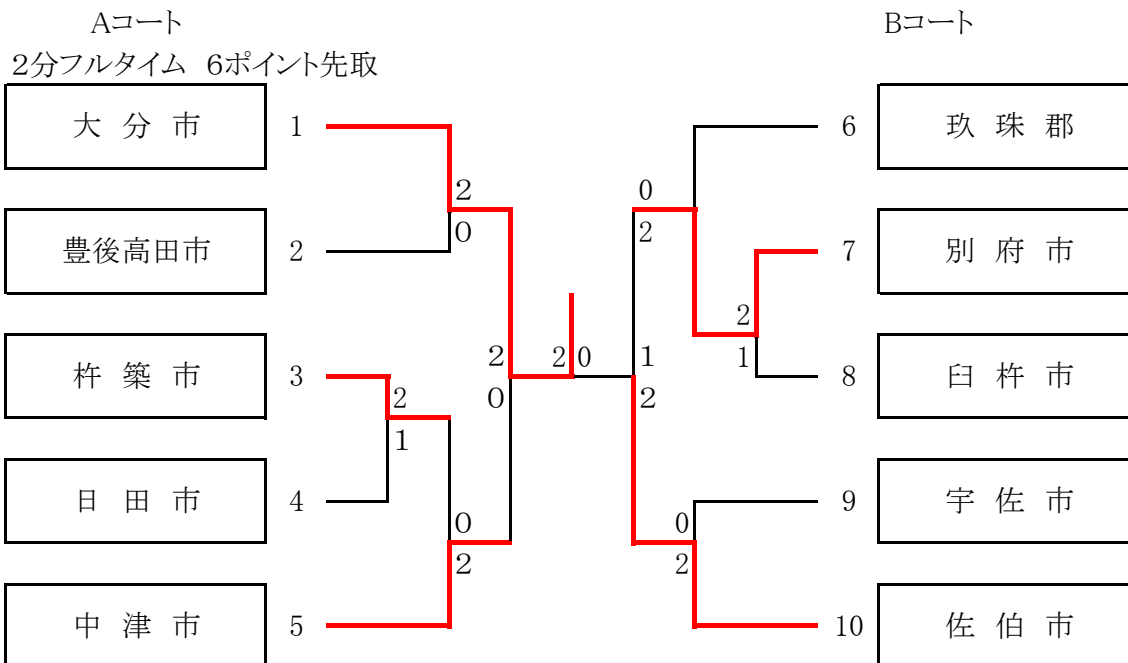 Aコート Bコート
2分フルタイム 6ポイント先取
大分市 1 6 玖珠郡
2 0
豊後高田市 2 0 2 7 別府市
2 2 0 1 2
杵築市 3 0 2 1 8 臼杵市
2
1
日田市 4 9 宇佐市
0 0
2 2
中津市 5 10 佐伯市